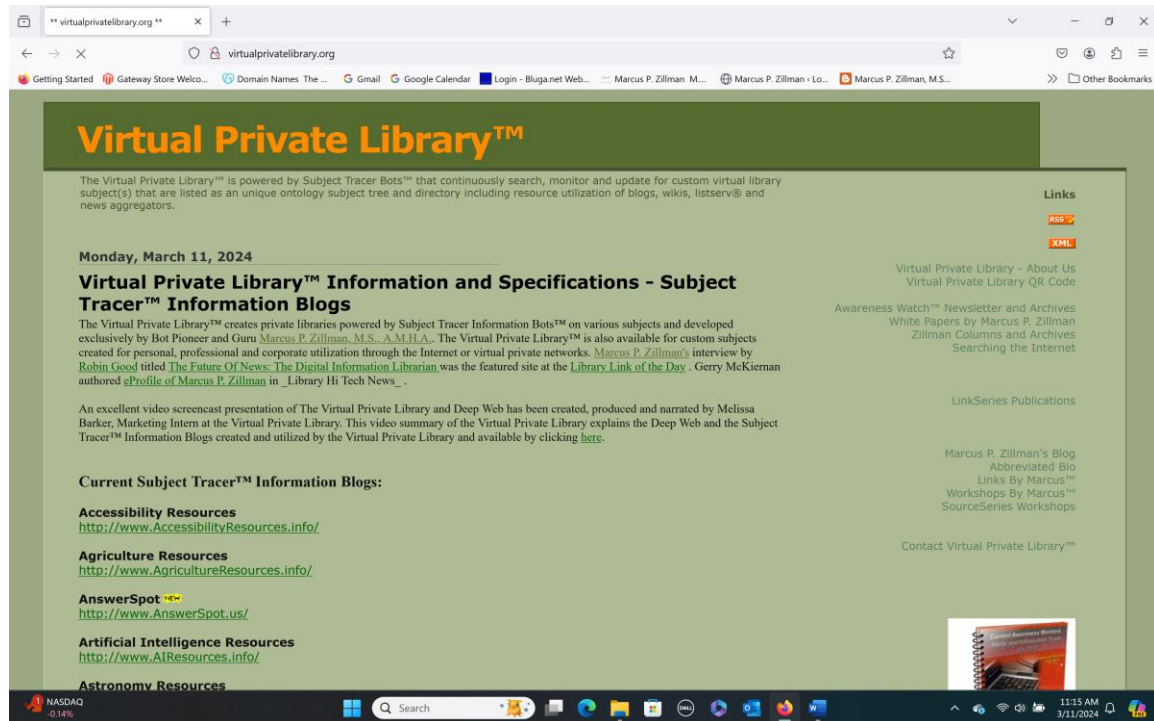 ** virtualprivatelibrary.org **
virtualprivatelibrary.org
Getting Started
Gateway Store Welco...
Domain Names The ...
Gmail
Google Calendar
Login - Bluga.net Web...
Marcus P. Zillman M....
Marcus P. Zillman ‹ Lo...
Marcus P. Zillman, M.S...
Other Bookmarks
Virtual Private Library™
The Virtual Private Library™ is powered by Subject Tracer Bots™ that continuously search, monitor and update for custom virtual library
subject(s) that are listed as an unique ontology subject tree and directory including resource utilization of blogs, wikis, listserv® and
news aggregators.
Monday, March 11, 2024
Virtual Private Library™ Information and Specifications - Subject
Tracer™ Information Blogs
The Virtual Private Library™ creates private libraries powered by Subject Tracer Information Bots™ on various subjects and developed
exclusively by Bot Pioneer and Guru Marcus P. Zillman, M.S., A.M.H.A.. The Virtual Private Library™ is also available for custom subjects
created for personal, professional and corporate utilization through the Internet or virtual private networks. Marcus P. Zillman's interview by
Robin Good titled The Future Of News: The Digital Information Librarian was the featured site at the Library Link of the Day . Gerry McKiernan
authored eProfile of Marcus P. Zillman in _Library Hi Tech News_ .
An excellent video screencast presentation of The Virtual Private Library and Deep Web has been created, produced and narrated by Melissa
Barker, Marketing Intern at the Virtual Private Library. This video summary of the Virtual Private Library explains the Deep Web and the Subject
Tracer™ Information Blogs created and utilized by the Virtual Private Library and available by clicking here.
Current Subject Tracer™ Information Blogs:
Accessibility Resources
http://www.AccessibilityResources.info/
Agriculture Resources
http://www.AgricultureResources.info/
AnswerSpot NEW
http://www.AnswerSpot.us/
Artificial Intelligence Resources
http://www.AIResources.info/
Astronomy Resources
Links
RSS
XML
Virtual Private Library - About Us
Virtual Private Library QR Code
Awareness Watch™ Newsletter and Archives
White Papers by Marcus P. Zillman
Zillman Columns and Archives
Searching the Internet
LinkSeries Publications
Marcus P. Zillman's Blog
Abbreviated Bio
Links By Marcus™
Workshops By Marcus™
SourceSeries Workshops
Contact Virtual Private Library™
1
NASDAQ
-0.14%
Search
DELL
11:15 AM
3/11/2024